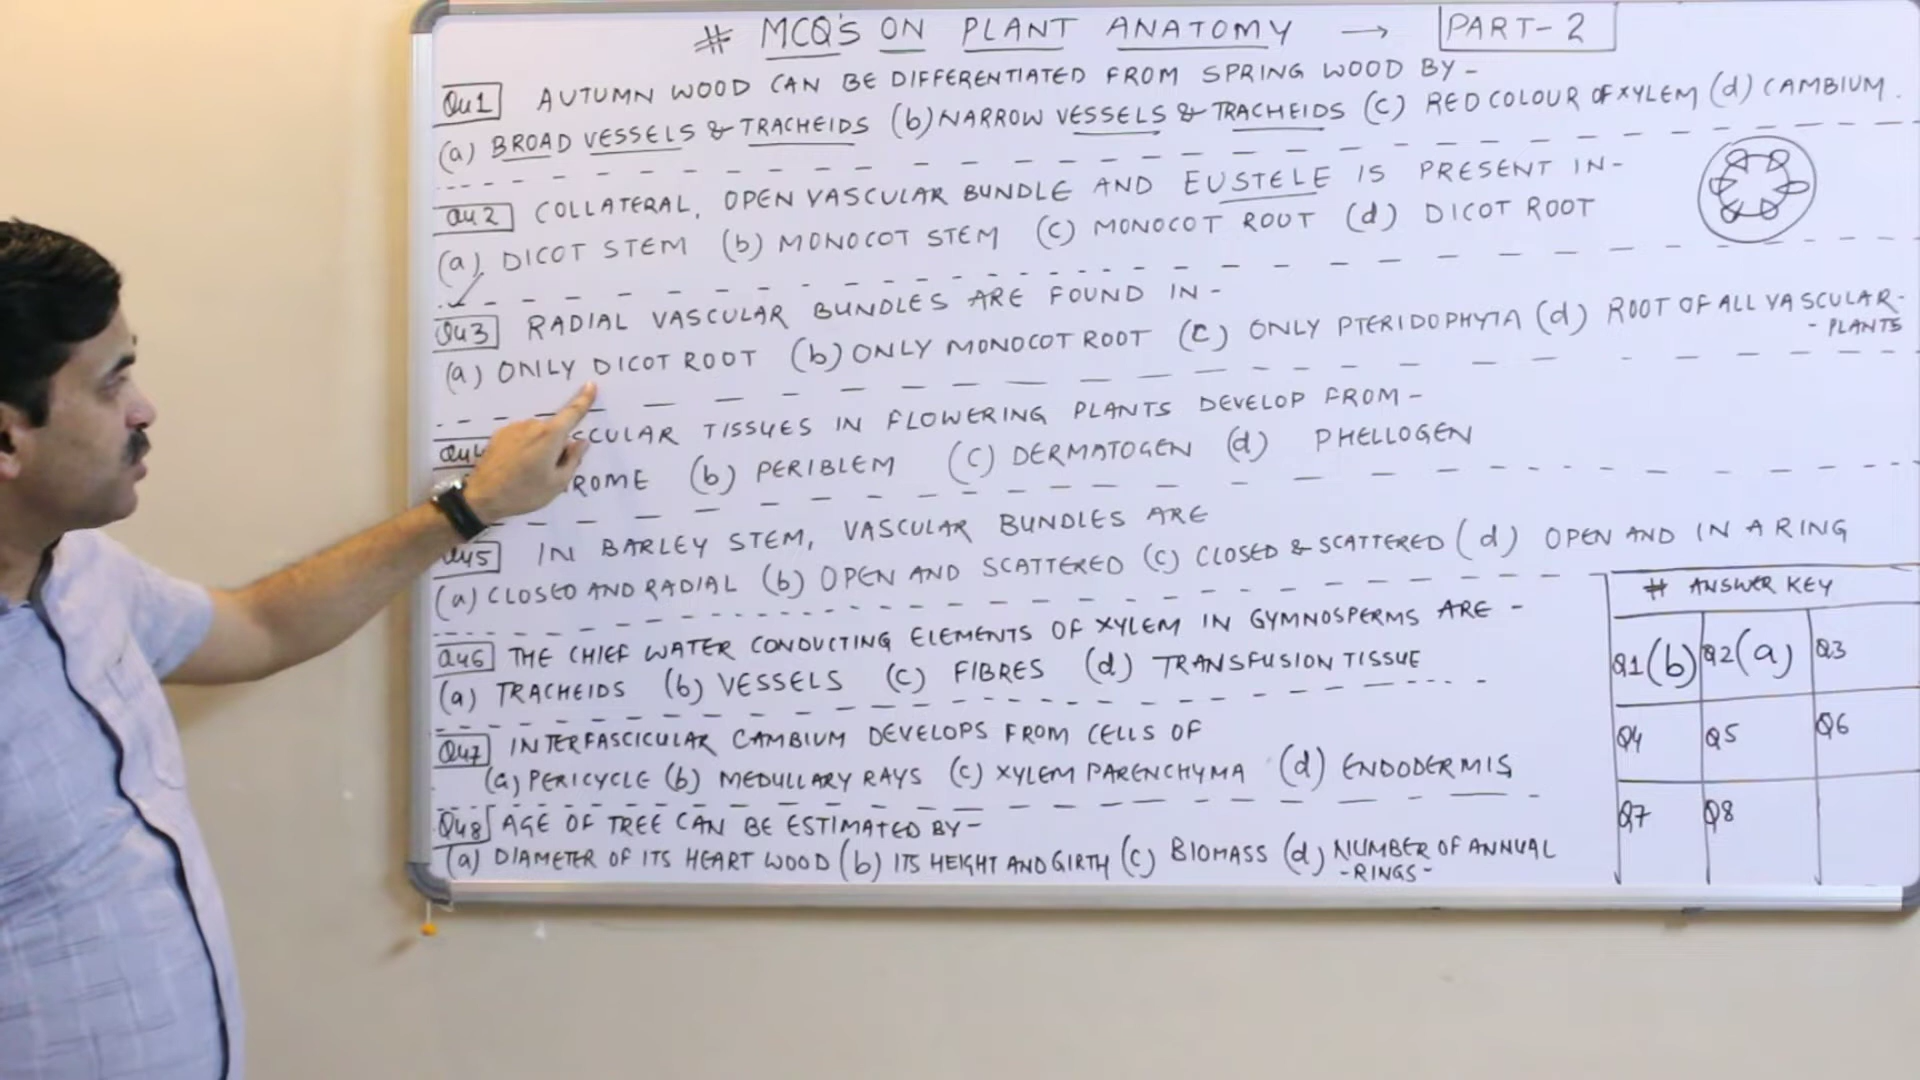 # MCQ'S ON PLANT ANATOMY → PART-2
Qu1 AUTUMN WOOD CAN BE DIFFERENTIATED FROM SPRING WOOD BY -
(a) BROAD VESSELS & TRACHEIDS (b) NARROW VESSELS & TRACHEIDS (c) RED COLOUR OF XYLEM (d) CAMBIUM.
Qu2 COLLATERAL, OPEN VASCULAR BUNDLE AND EUSTELE IS PRESENT IN -
(a) DICOT STEM (b) MONOCOT STEM (c) MONOCOT ROOT (d) DICOT ROOT
Qu3 RADIAL VASCULAR BUNDLES ARE FOUND IN -
(a) ONLY DICOT ROOT (b) ONLY MONOCOT ROOT (c) ONLY PTERIDOPHYTA (d) ROOT OF ALL VASCULAR -
- PLANTS
Qu4 SCULAR TISSUES IN FLOWERING PLANTS DEVELOP FROM -
ROME (b) PERIBLEM (c) DERMATOGEN (d) PHELLOGEN
Qu5 IN BARLEY STEM, VASCULAR BUNDLES ARE
(a) CLOSED AND RADIAL (b) OPEN AND SCATTERED (c) CLOSED & SCATTERED (d) OPEN AND IN A RING
Qu6 THE CHIEF WATER CONDUCTING ELEMENTS OF XYLEM IN GYMNOSPERMS ARE -
(a) TRACHEIDS (b) VESSELS (c) FIBRES (d) TRANSFUSION TISSUE
Qu7 INTERFASCICULAR CAMBIUM DEVELOPS FROM CELLS OF
(a) PERICYCLE (b) MEDULLARY RAYS (c) XYLEM PARENCHYMA (d) ENDODERMIS
Qu8 AGE OF TREE CAN BE ESTIMATED BY -
(a) DIAMETER OF ITS HEART WOOD (b) ITS HEIGHT AND GIRTH (c) BIOMASS (d) NUMBER OF ANNUAL
- RINGS -
# ANSWER KEY
Q1 (b) Q2 (a) Q3
Q4 Q5 Q6
Q7 Q8